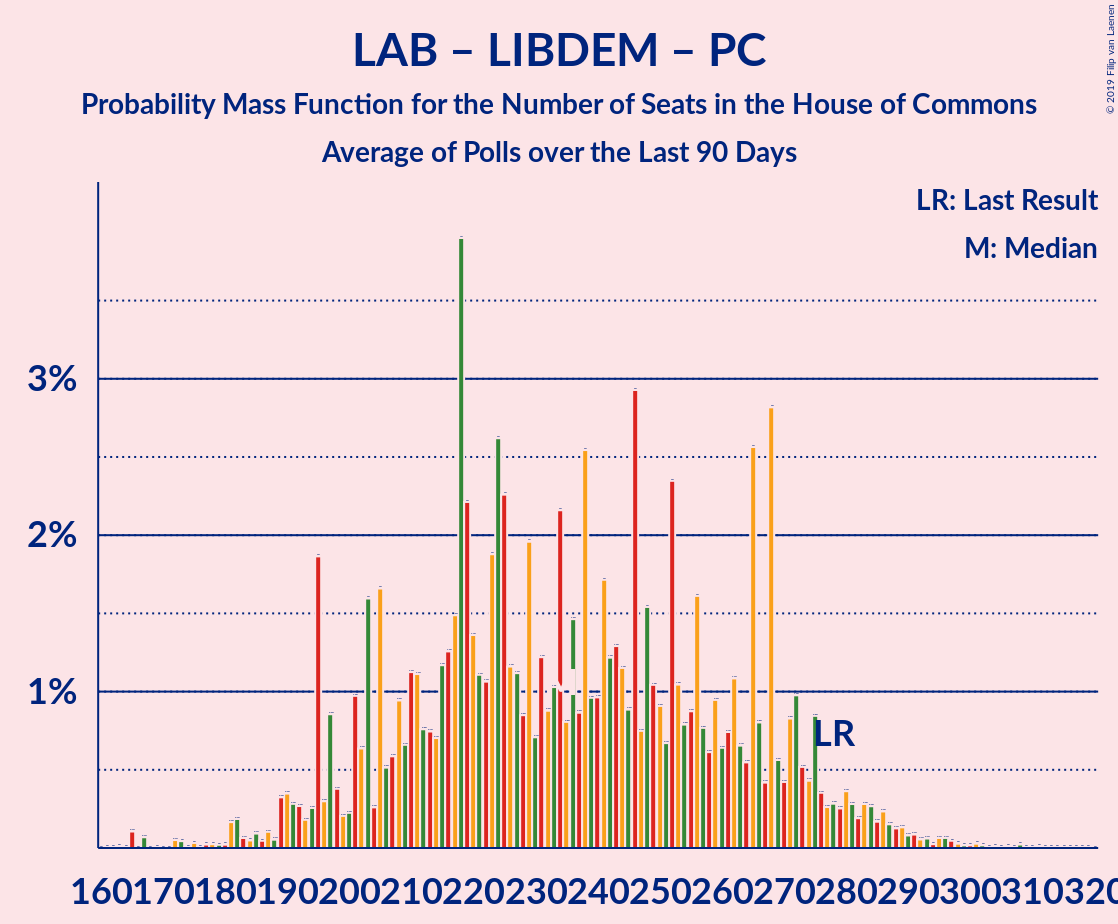 LAB – LIBDEM – PC
Probability Mass Function for the Number of Seats in the House of Commons
Average of Polls over the Last 90 Days
© 2019 Filip van Laenen
LR: Last Result
M: Median
3%
2%
1%
LR
160 170 180 190 200 210 220 230 240 250 260 270 280 290 300 310 320